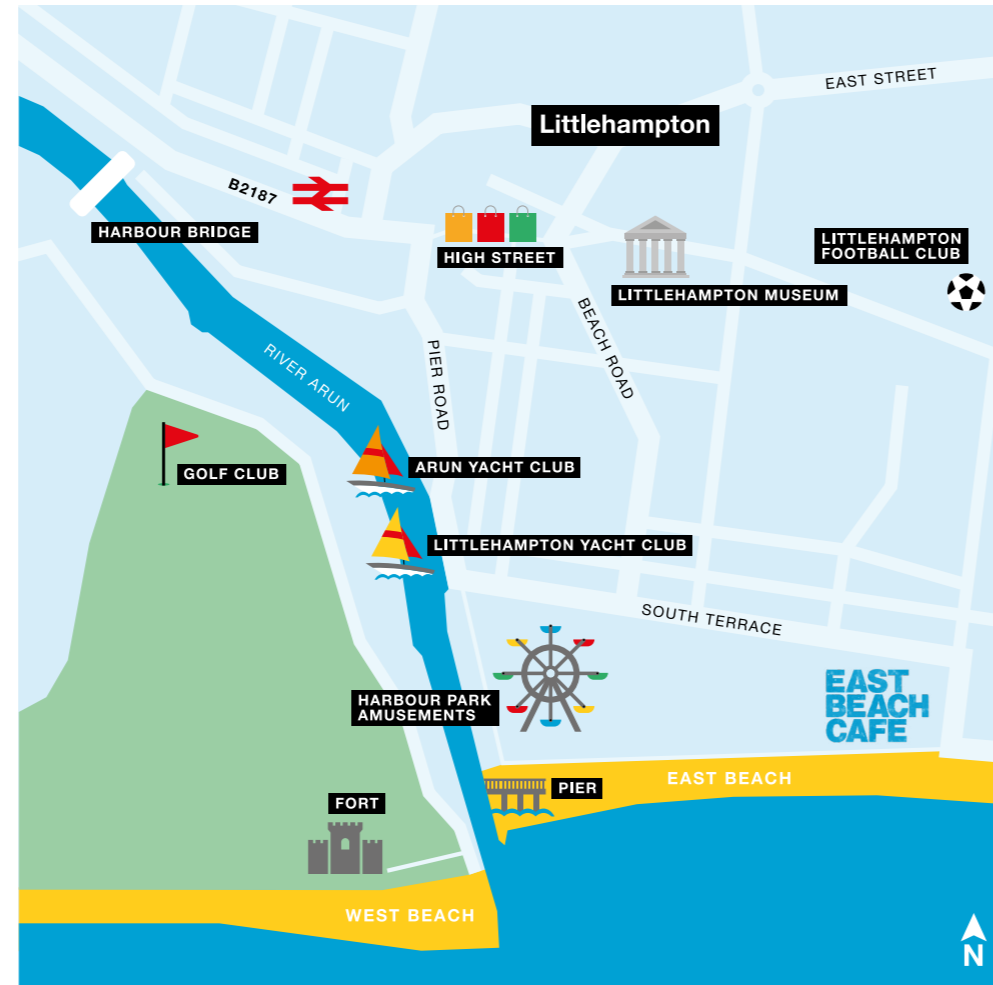 EAST STREET
Littlehampton
B2187
HARBOUR BRIDGE
HIGH STREET
LITTLEHAMPTON
FOOTBALL CLUB
LITTLEHAMPTON MUSEUM
RIVER ARUN
PIER ROAD
BEACH ROAD
GOLF CLUB
ARUN YACHT CLUB
LITTLEHAMPTON YACHT CLUB
SOUTH TERRACE
HARBOUR PARK
AMUSEMENTS
EAST
BEACH
CAFE
EAST BEACH
PIER
FORT
WEST BEACH
N